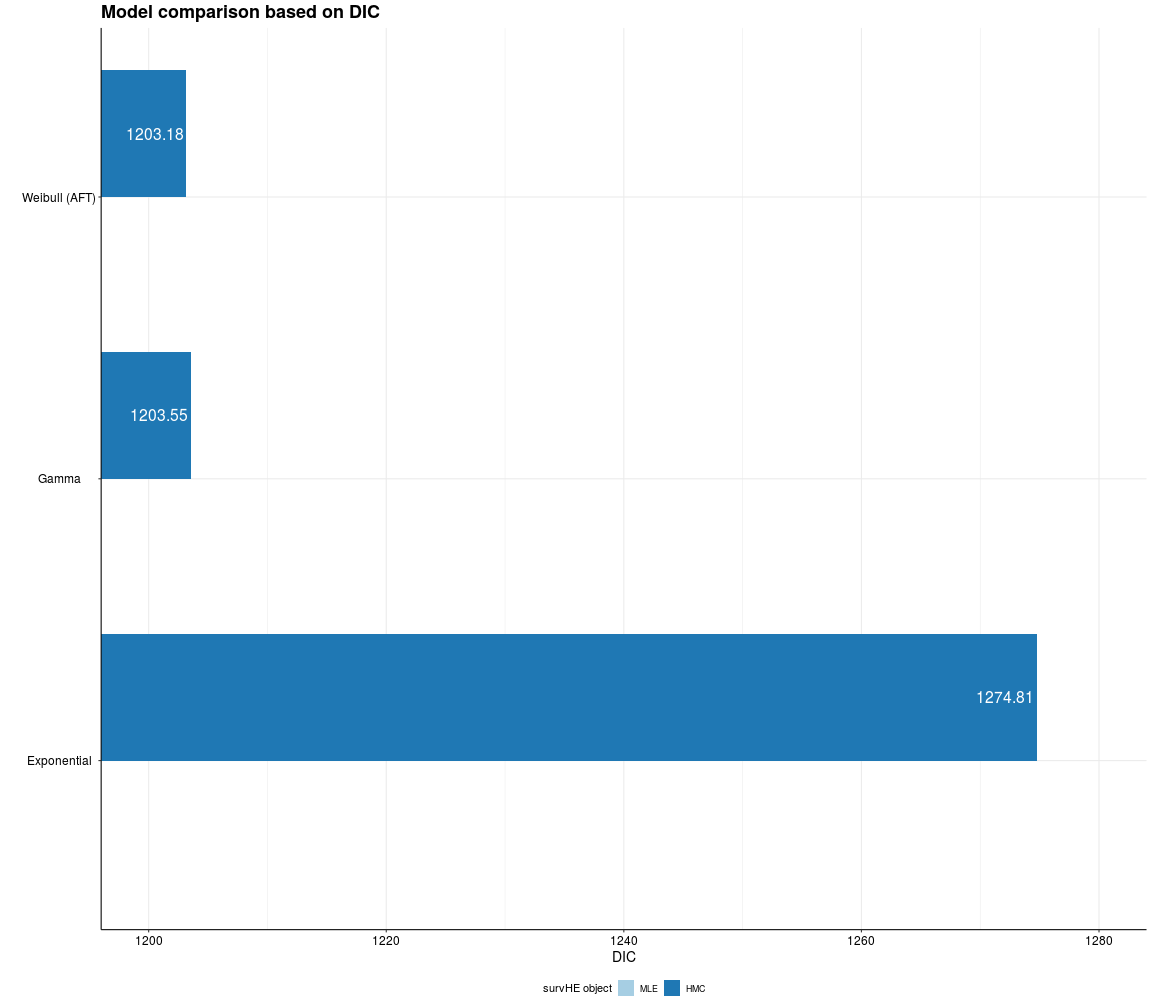 Model comparison based on DIC
1203.18
Weibull (AFT)
1203.55
Gamma
1274.81
Exponential
1200 1220 1240 1260 1280
DIC
survHE object MLE HMC